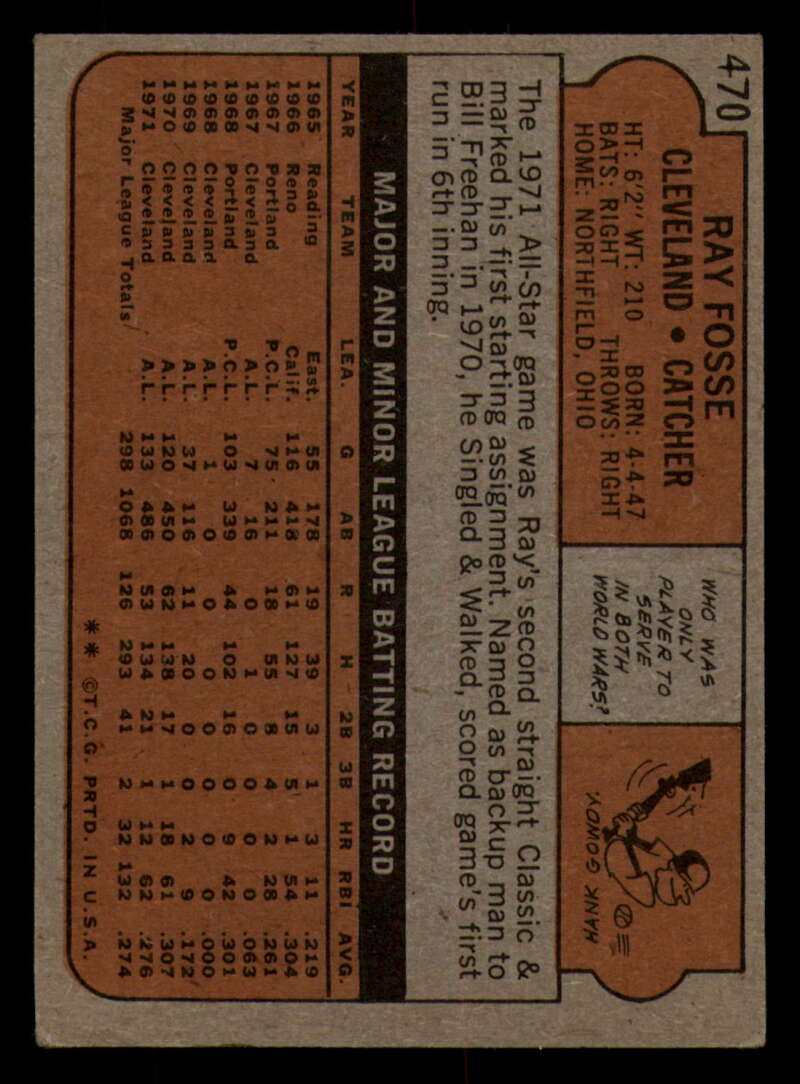 470
RAY FOSSE
CLEVELAND • CATCHER
HT: 6'2" WT: 210 BORN: 4-4-47
BATS: RIGHT THROWS: RIGHT
HOME: NORTHFIELD, OHIO
WHO WAS
ONLY
PLAYER TO
SERVE
IN BOTH
WORLD WARS?
HANK GOWDY
The 1971 All-Star game was Ray's second straight Classic &
marked his first starting assignment. Named as backup man to
Bill Freehan in 1970, he Singled & Walked, scored game's first
run in 6th inning.
MAJOR AND MINOR LEAGUE BATTING RECORD
YEAR TEAM LEA. G AB R H 2B 3B HR RBI AVG.
1965 Reading East. 55 178 19 39 3 1 3 11 .219
1966 Reno Calif. 116 418 61 127 15 5 1 54 .304
1967 Portland P.C.L. 75 211 18 55 8 4 2 28 .261
1967 Cleveland A.L. 7 16 0 1 0 0 0 0 .063
1968 Portland P.C.L. 103 339 44 102 16 0 9 42 .301
1968 Cleveland A.L. 1 0 0 0 0 0 0 0 .000
1969 Cleveland A.L. 37 116 11 20 0 0 2 9 .172
1970 Cleveland A.L. 120 450 62 138 17 1 18 61 .307
1971 Cleveland A.L. 133 486 53 134 21 1 12 62 .276
Major League Totals 298 1068 126 293 41 2 32 132 .274
** ©T.C.G. PRTD. IN U.S.A.